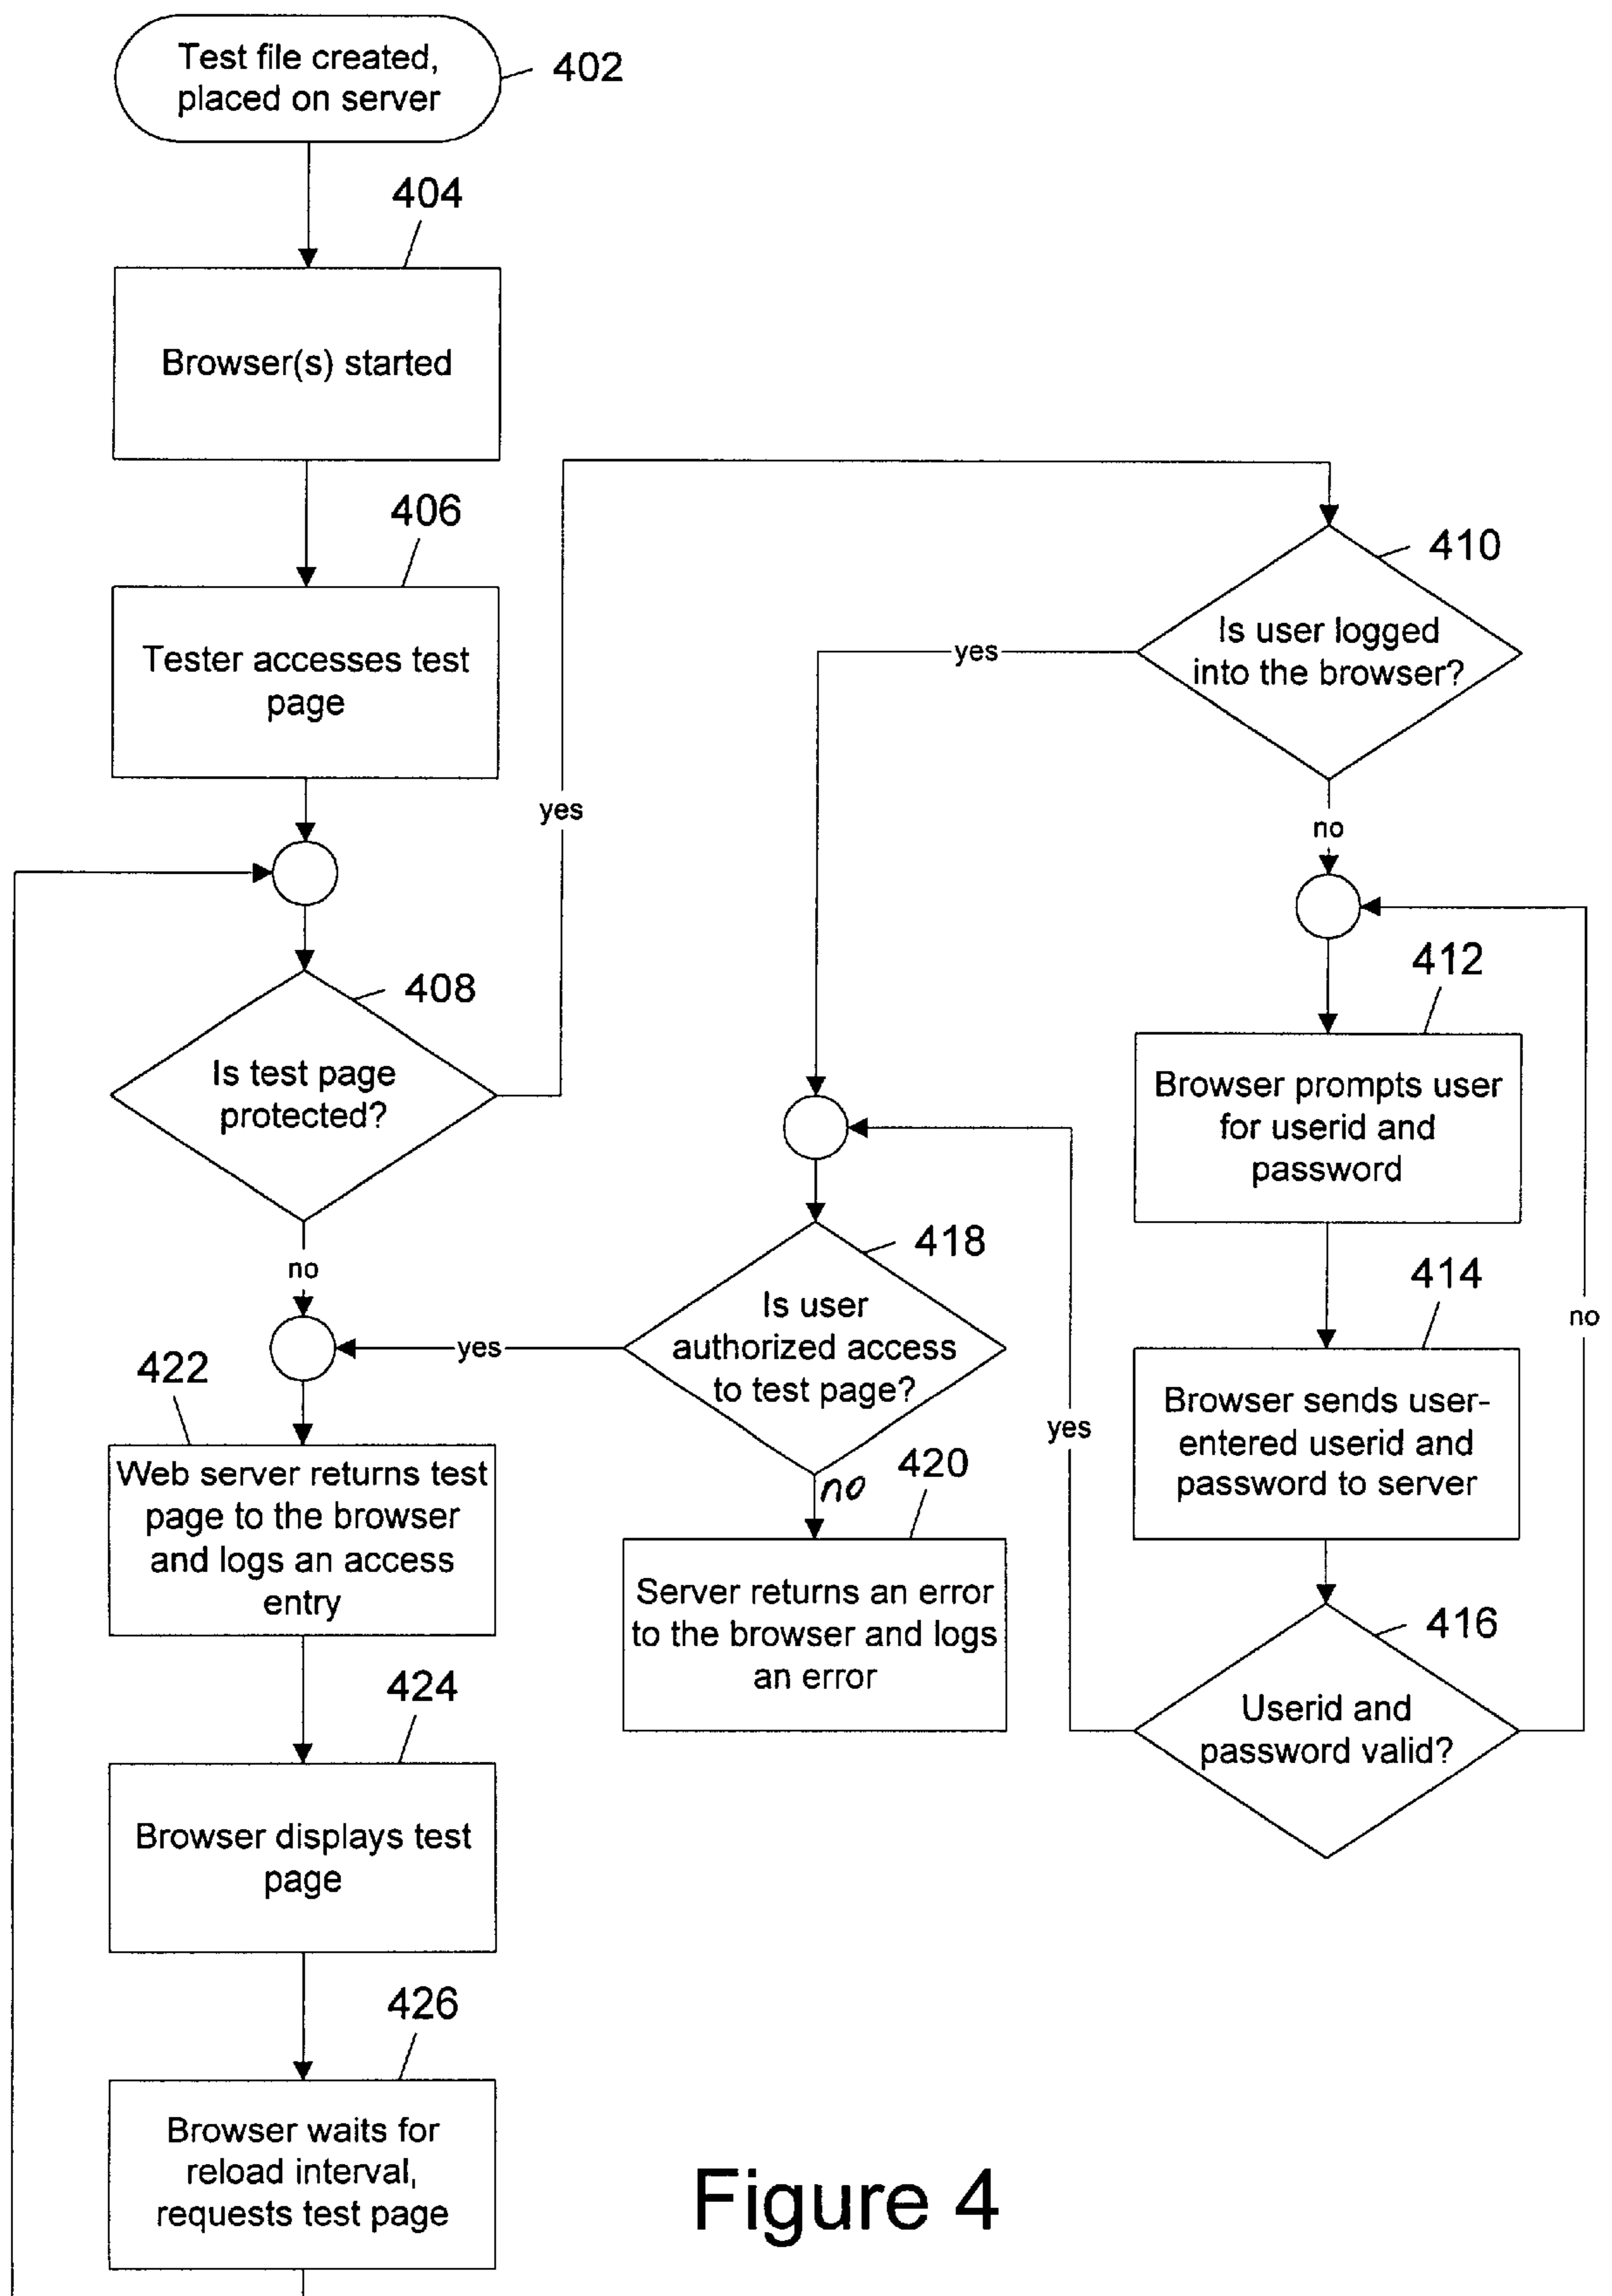 Test file created,
placed on server
402
404
Browser(s) started
406
Tester accesses test
page
yes
408
Is test page
protected?
no
410
Is user logged
into the browser?
yes
no
412
Browser prompts user
for userid and
password
414
Browser sends user-
entered userid and
password to server
no
416
Userid and
password valid?
yes
418
Is user
authorized access
to test page?
yes
no
420
Server returns an error
to the browser and logs
an error
422
Web server returns test
page to the browser
and logs an access
entry
424
Browser displays test
page
426
Browser waits for
reload interval,
requests test page
Figure 4